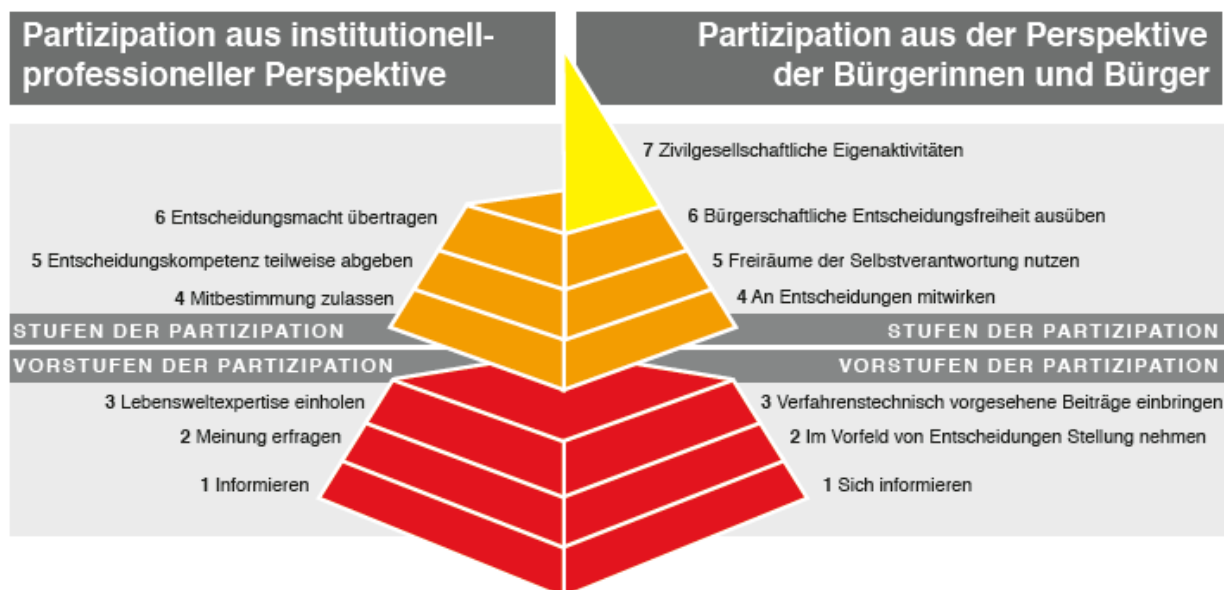 Partizipation aus institutionell-
professioneller Perspektive
Partizipation aus der Perspektive
der Bürgerinnen und Bürger
7 Zivilgesellschaftliche Eigenaktivitäten
6 Entscheidungsmacht übertragen
6 Bürgerschaftliche Entscheidungsfreiheit ausüben
5 Entscheidungskompetenz teilweise abgeben
5 Freiräume der Selbstverantwortung nutzen
4 Mitbestimmung zulassen
4 An Entscheidungen mitwirken
STUFEN DER PARTIZIPATION
STUFEN DER PARTIZIPATION
VORSTUFEN DER PARTIZIPATION
VORSTUFEN DER PARTIZIPATION
3 Lebensweltexpertise einholen
3 Verfahrenstechnisch vorgesehene Beiträge einbringen
2 Meinung erfragen
2 Im Vorfeld von Entscheidungen Stellung nehmen
1 Informieren
1 Sich informieren